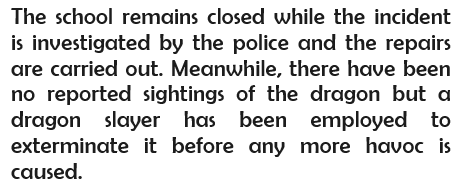 The school remains closed while the incident
is investigated by the police and the repairs
are carried out. Meanwhile, there have been
no reported sightings of the dragon but a
dragon slayer has been employed to
exterminate it before any more havoc is
caused.